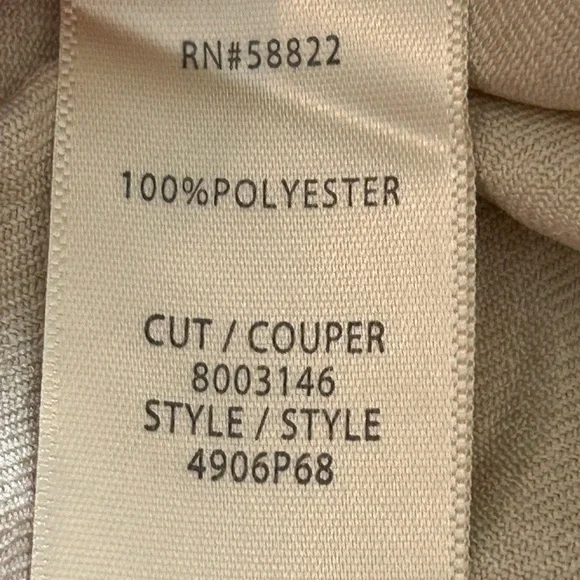 RN#58822
100%POLYESTER
CUT / COUPER
8003146
STYLE / STYLE
4906P68